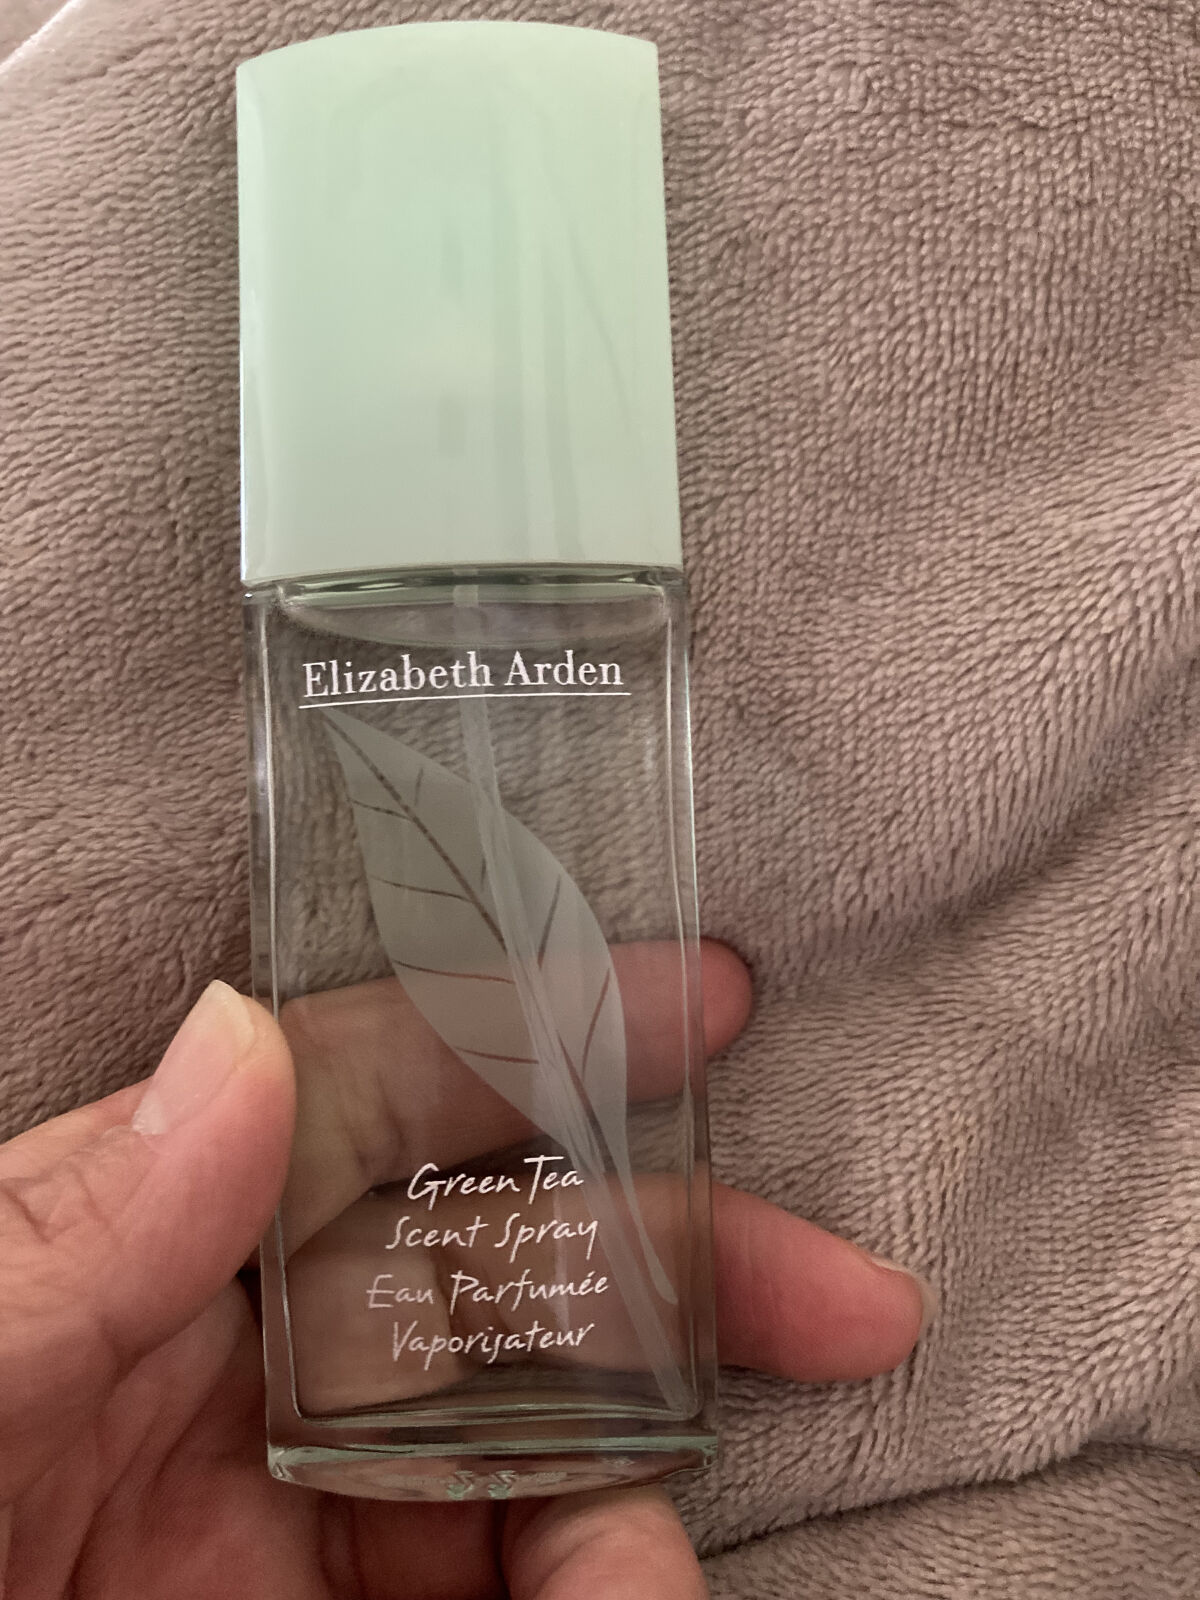 Elizabeth Arden
Green Tea
Scent Spray
Eau Parfumée
Vaporisateur